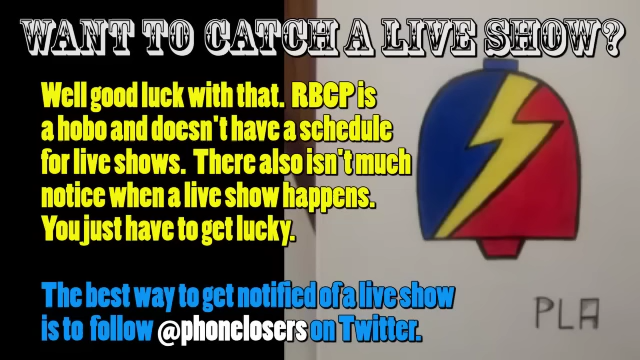 WANT TO CATCH A LIVE SHOW?
Well good luck with that. RBCP is
a hobo and doesn't have a schedule
for live shows. There also isn't much
notice when a live show happens.
You just have to get lucky.
The best way to get notified of a live show
is to follow @phonelosers on Twitter.
PLA